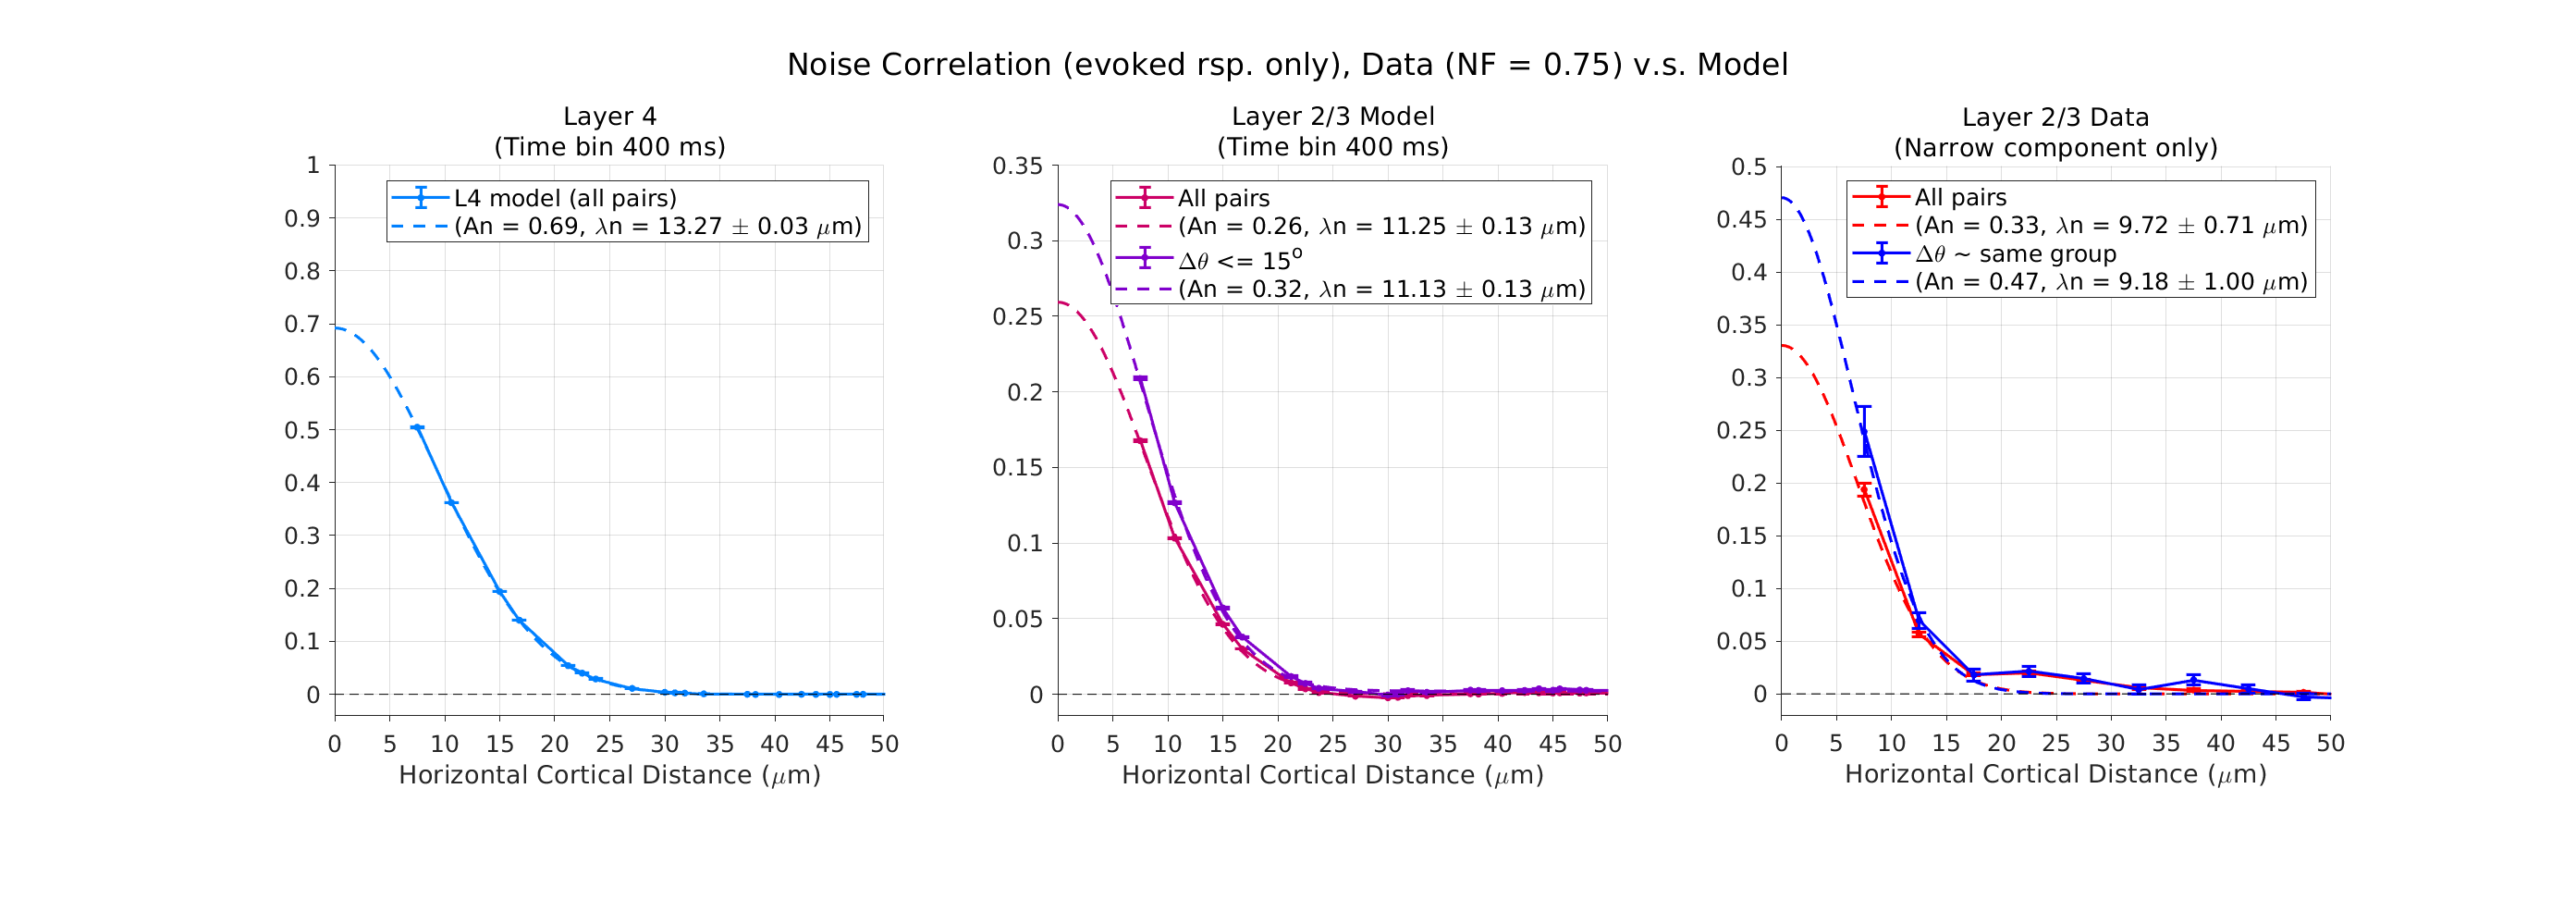 Noise Correlation (evoked rsp. only), Data (NF = 0.75) v.s. Model
Layer 4
(Time bin 400 ms)
1
0.9
0.8
0.7
0.6
0.5
0.4
0.3
0.2
0.1
0
L4 model (all pairs)
(An = 0.69, λn = 13.27 ± 0.03 μm)
0 5 10 15 20 25 30 35 40 45 50
Horizontal Cortical Distance (μm)
Layer 2/3 Model
(Time bin 400 ms)
0.35
0.3
0.25
0.2
0.15
0.1
0.05
0
All pairs
(An = 0.26, λn = 11.25 ± 0.13 μm)
Δθ <= 15°
(An = 0.32, λn = 11.13 ± 0.13 μm)
0 5 10 15 20 25 30 35 40 45 50
Horizontal Cortical Distance (μm)
Layer 2/3 Data
(Narrow component only)
0.5
0.45
0.4
0.35
0.3
0.25
0.2
0.15
0.1
0.05
0
All pairs
(An = 0.33, λn = 9.72 ± 0.71 μm)
Δθ ~ same group
(An = 0.47, λn = 9.18 ± 1.00 μm)
0 5 10 15 20 25 30 35 40 45 50
Horizontal Cortical Distance (μm)